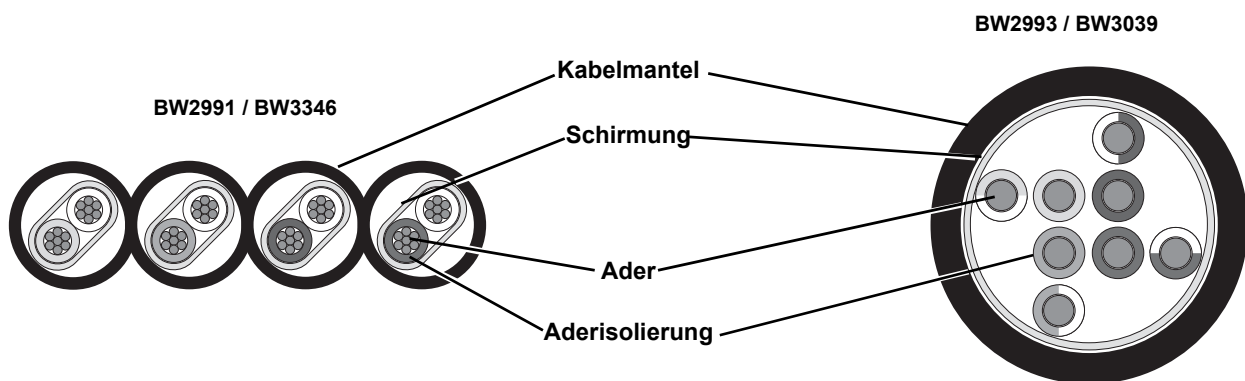 BW2993 / BW3039
Kabelmantel
BW2991 / BW3346
Schirmung
Ader
Aderisolierung